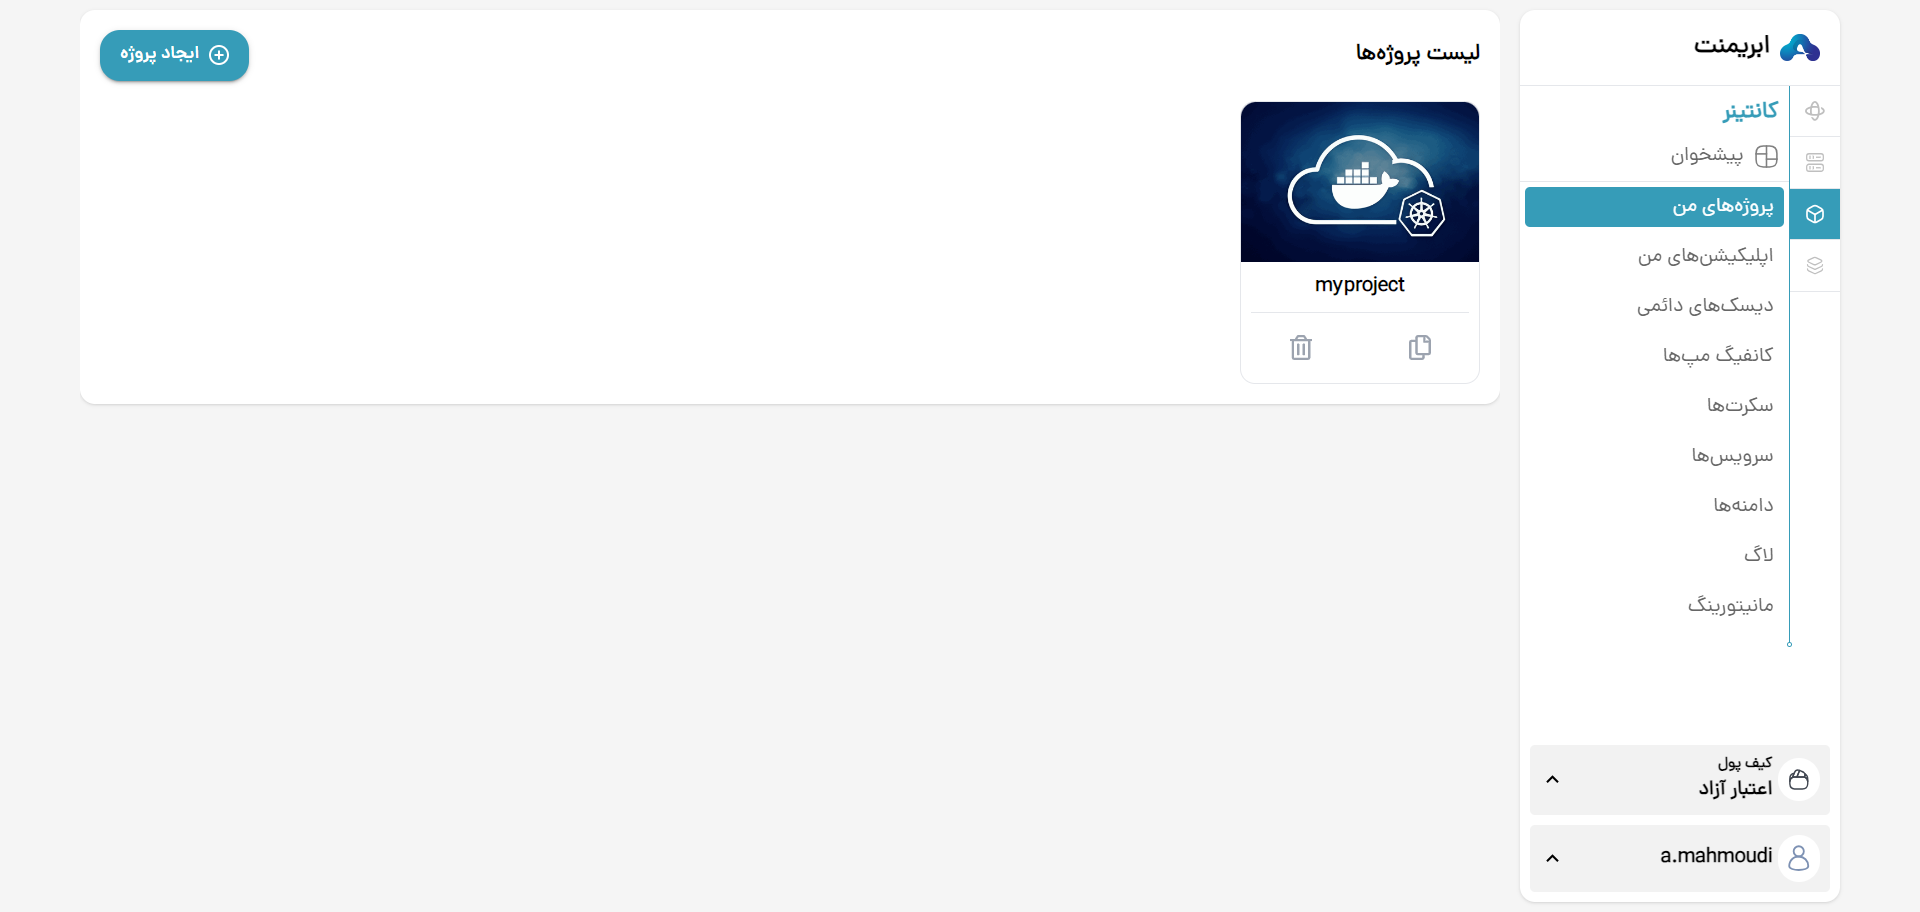 ابریمنت
کانتینر
پیشخوان
پروژه‌های من
اپلیکیشن‌های من
دیسک‌های دائمی
کانفیگ مپ‌ها
سکرت‌ها
سرویس‌ها
دامنه‌ها
لاگ
مانیتورینگ
کیف پول
اعتبار آزاد
a.mahmoudi
لیست پروژه‌ها
ایجاد پروژه
myproject